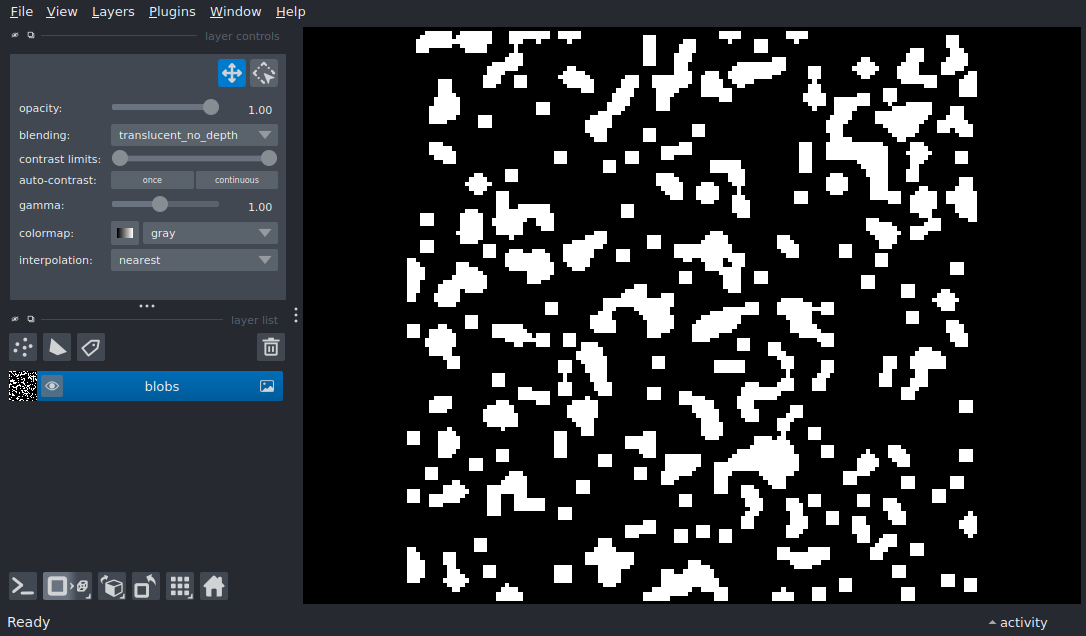 File View Layers Plugins Window Help
layer controls
opacity: 1.00
blending: translucent_no_depth
contrast limits:
auto-contrast: once continuous
gamma: 1.00
colormap: gray
interpolation: nearest
layer list
blobs
Ready
activity